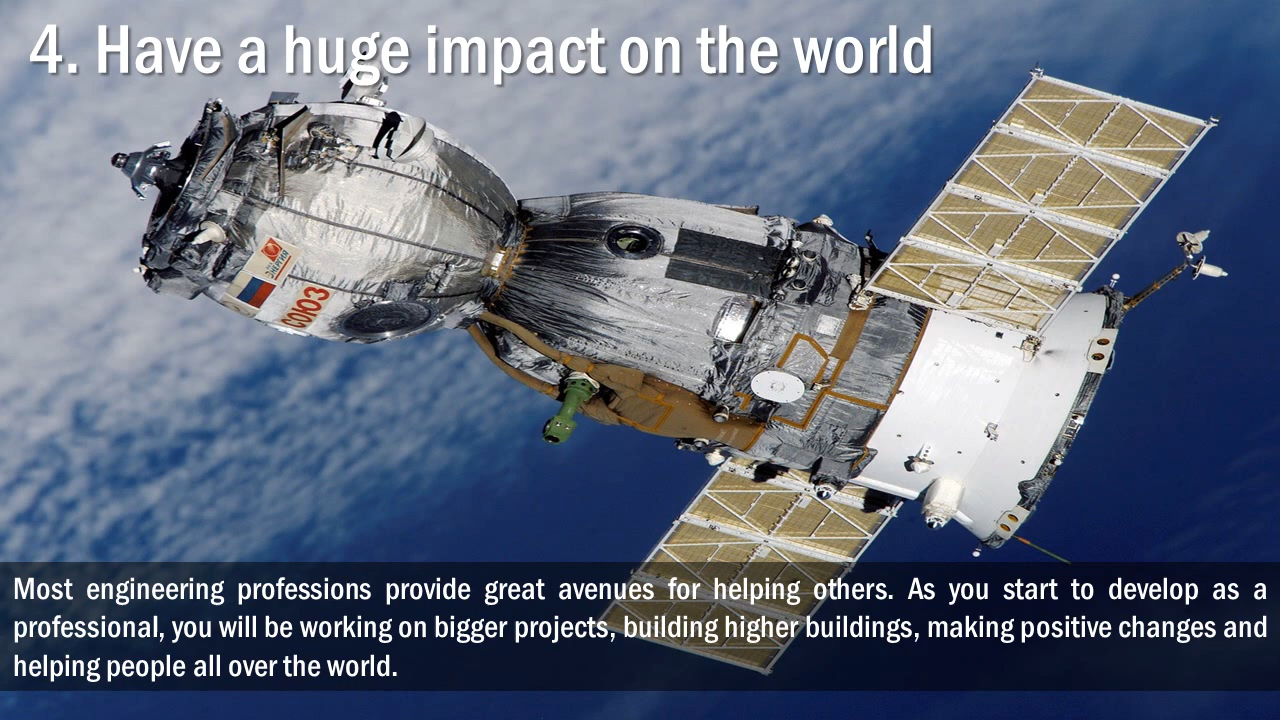 4. Have a huge impact on the world
ЭНЕРГИЯ
СОЮЗ
Most engineering professions provide great avenues for helping others. As you start to develop as a
professional, you will be working on bigger projects, building higher buildings, making positive changes and
helping people all over the world.